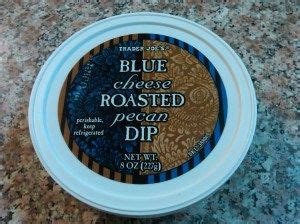 TRADER JOE'S
BLUE
cheese
ROASTED
pecan
DIP
perishable,
keep
refrigerated
NET WT.
8 OZ (227g)